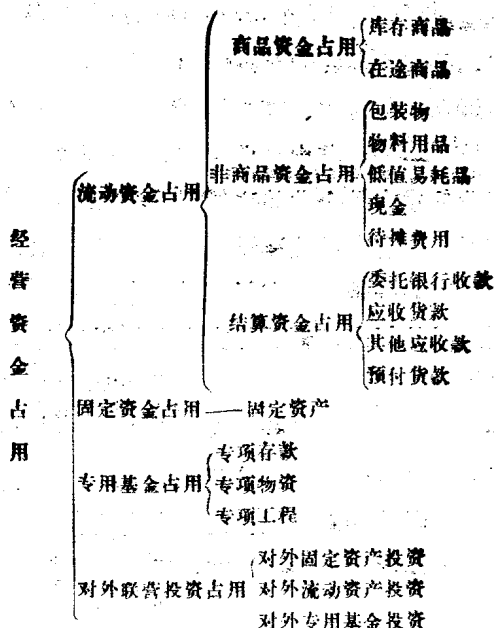 经营资金占用
流动资金占用
商品资金占用
库存商品
在途商品
非商品资金占用
包装物
物料用品
低值易耗品
现金
待摊费用
结算资金占用
委托银行收款
应收货款
其他应收款
预付货款
固定资金占用——固定资产
专用基金占用
专项存款
专项物资
专项工程
对外联营投资占用
对外固定资产投资
对外流动资产投资
对外专用基金投资